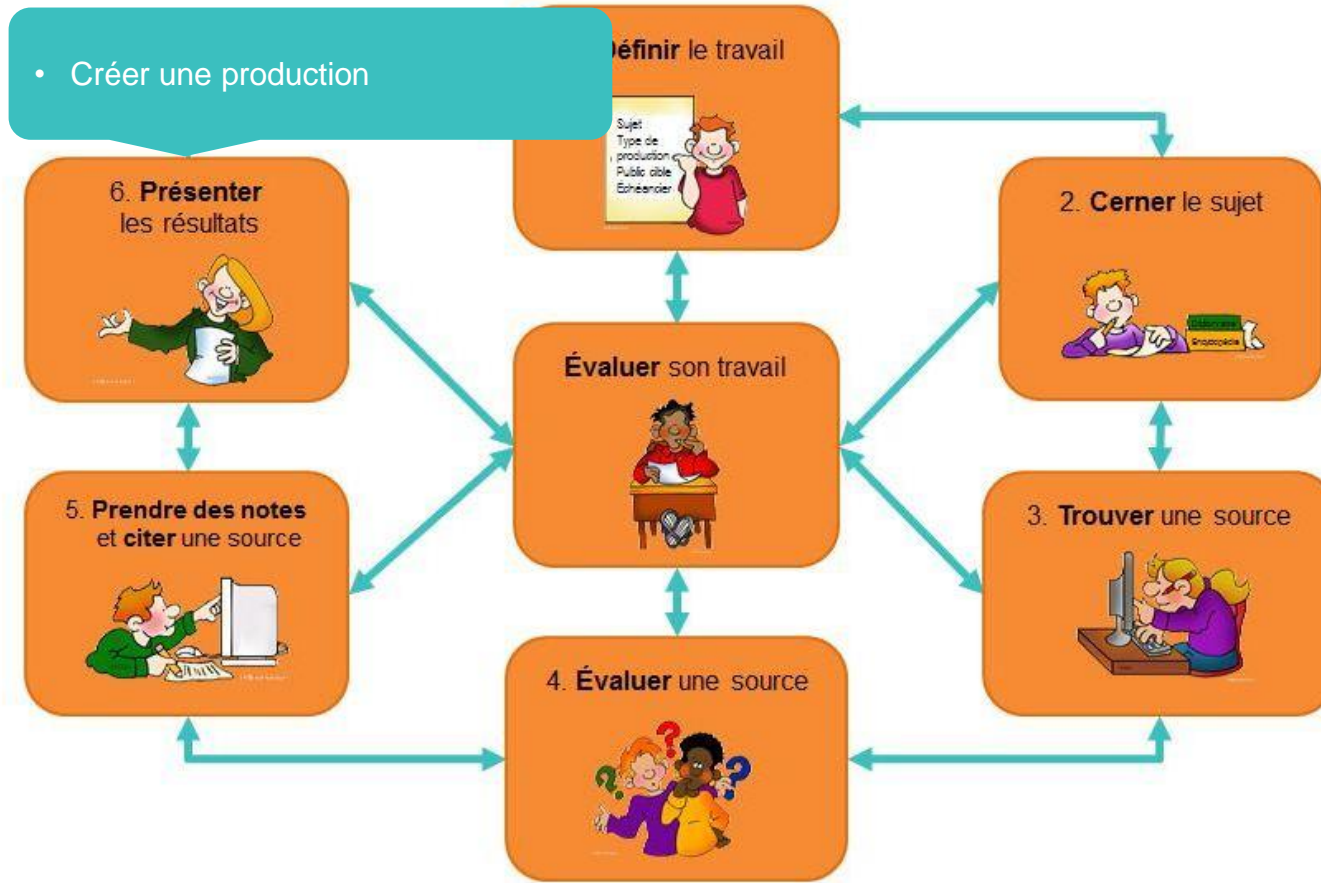 • Créer une production
Définir le travail
Sujet
Type de
production
Public cible
Échéancier
6. Présenter
les résultats
2. Cerner le sujet
Encyclopédie
Évaluer son travail
5. Prendre des notes
et citer une source
3. Trouver une source
4. Évaluer une source
? ? ?